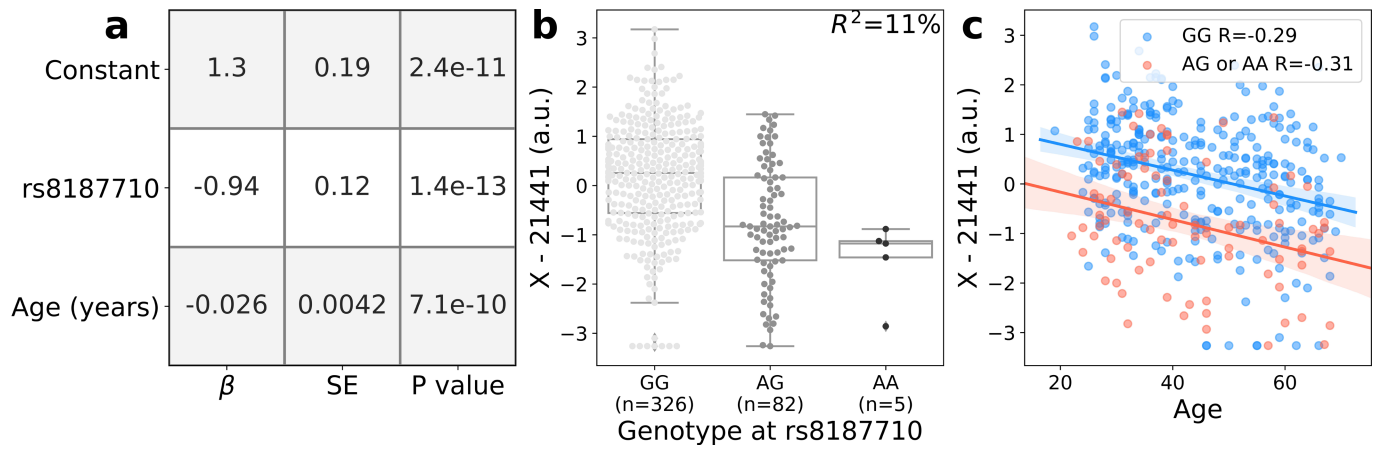 a
Constant 1.3 0.19 2.4e-11
rs8187710 -0.94 0.12 1.4e-13
Age (years) -0.026 0.0042 7.1e-10
β SE P value
b
R²=11%
X - 21441 (a.u.)
3
2
1
0
−1
−2
−3
GG AG AA
(n=326) (n=82) (n=5)
Genotype at rs8187710
c
GG R=-0.29
AG or AA R=-0.31
X - 21441 (a.u.)
3
2
1
0
−1
−2
−3
20 40 60
Age